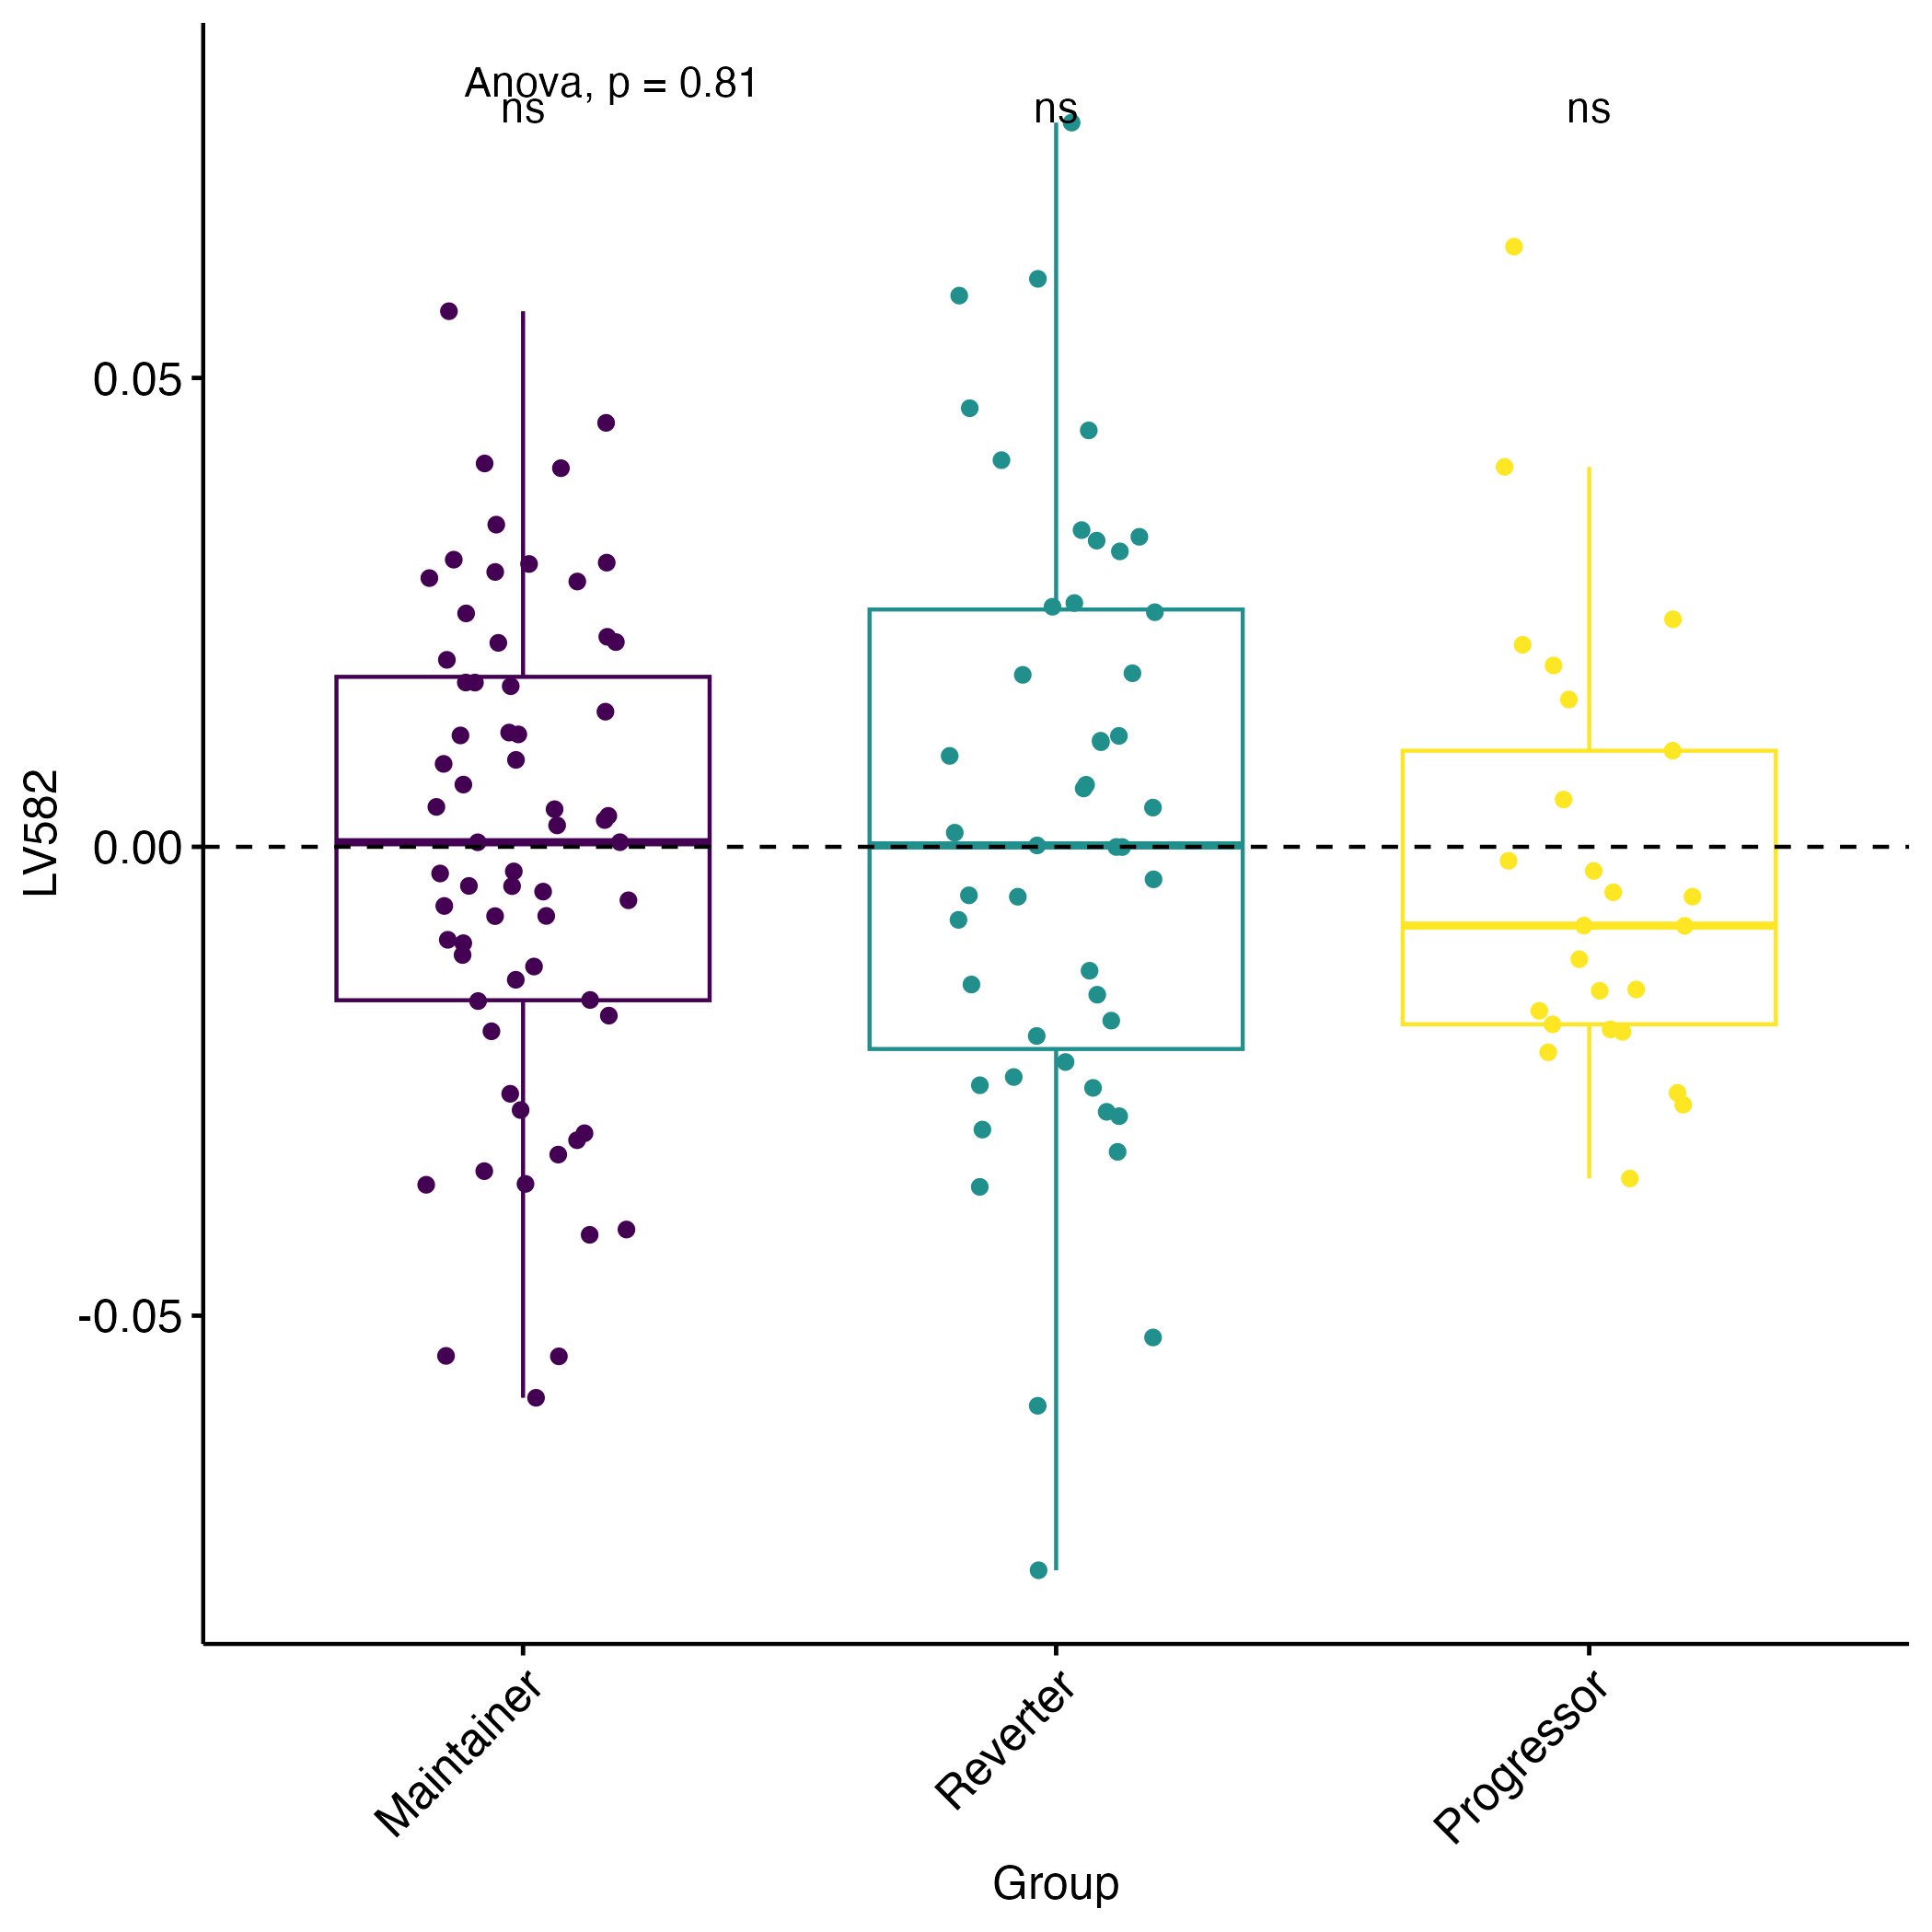 Anova, p = 0.81
ns
ns
ns
0.05
0.00
-0.05
LV582
Maintainer
Reverter
Progressor
Group